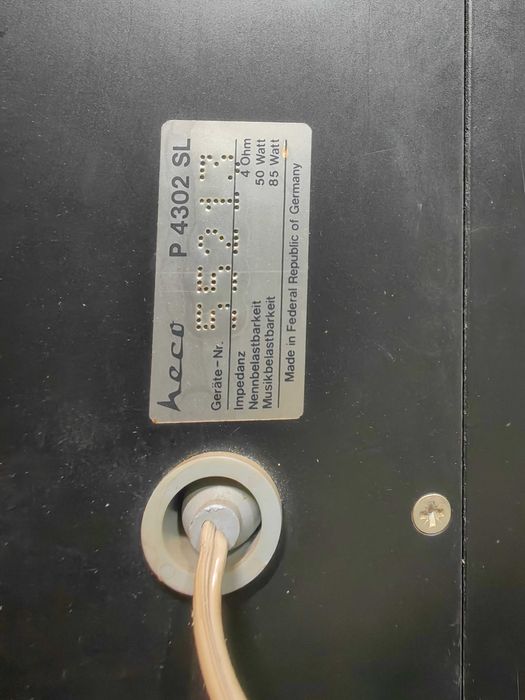 heco P 4302 SL
Geräte-Nr. 55213
Impedanz 4 Ohm
Nennbelastbarkeit 50 Watt
Musikbelastbarkeit 85 Watt
Made in Federal Republic of Germany